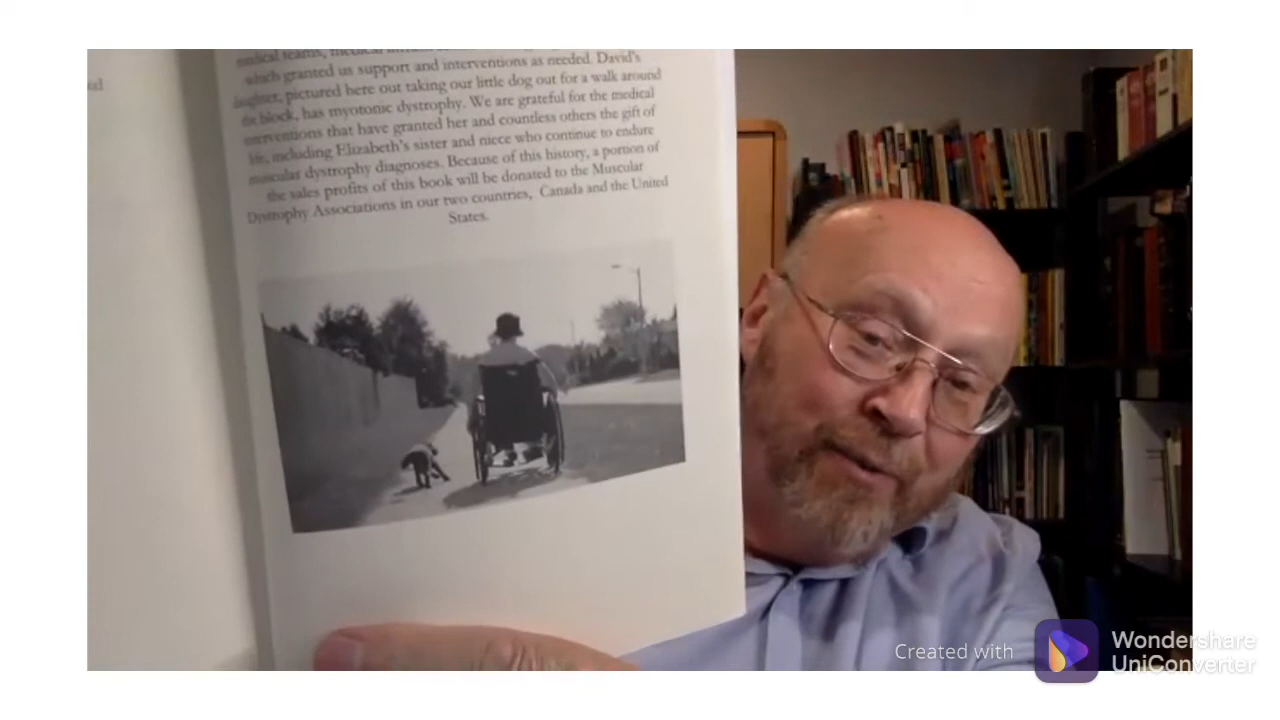 medical teams, medical
which granted us support and interventions as needed. David's
daughter, pictured here out taking our little dog out for a walk around
the block, has myotonic dystrophy. We are grateful for the medical
interventions that have granted her and countless others the gift of
life, including Elizabeth's sister and niece who continue to endure
muscular dystrophy diagnoses. Because of this history, a portion of
the sales profits of this book will be donated to the Muscular
Dystrophy Associations in our two countries, Canada and the United
States.
Created with
Wondershare
UniConverter